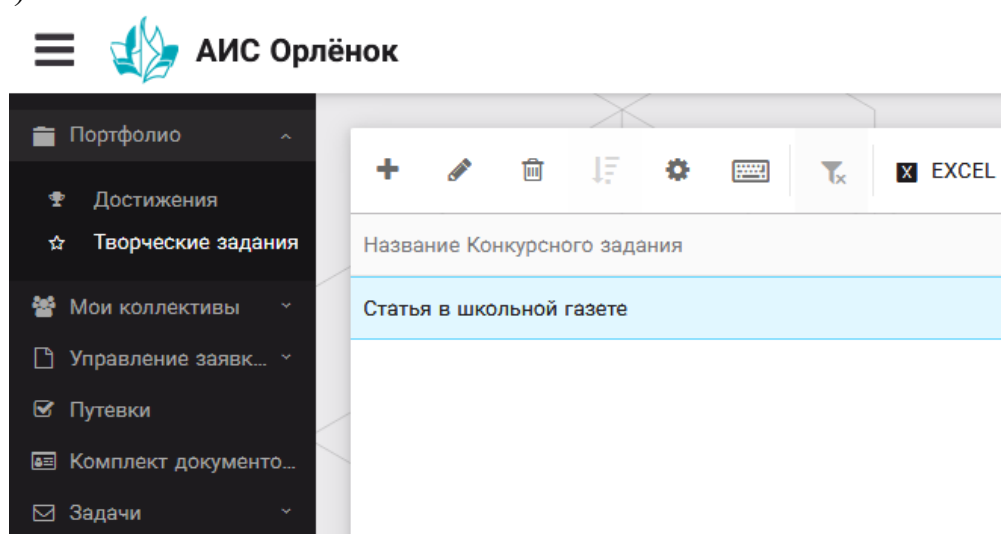 )
АИС Орлёнок
Портфолио
Достижения
Творческие задания
Мои коллективы
Управление заявк...
Путевки
Комплект документо...
Задачи
X EXCEL
Название Конкурсного задания
Статья в школьной газете